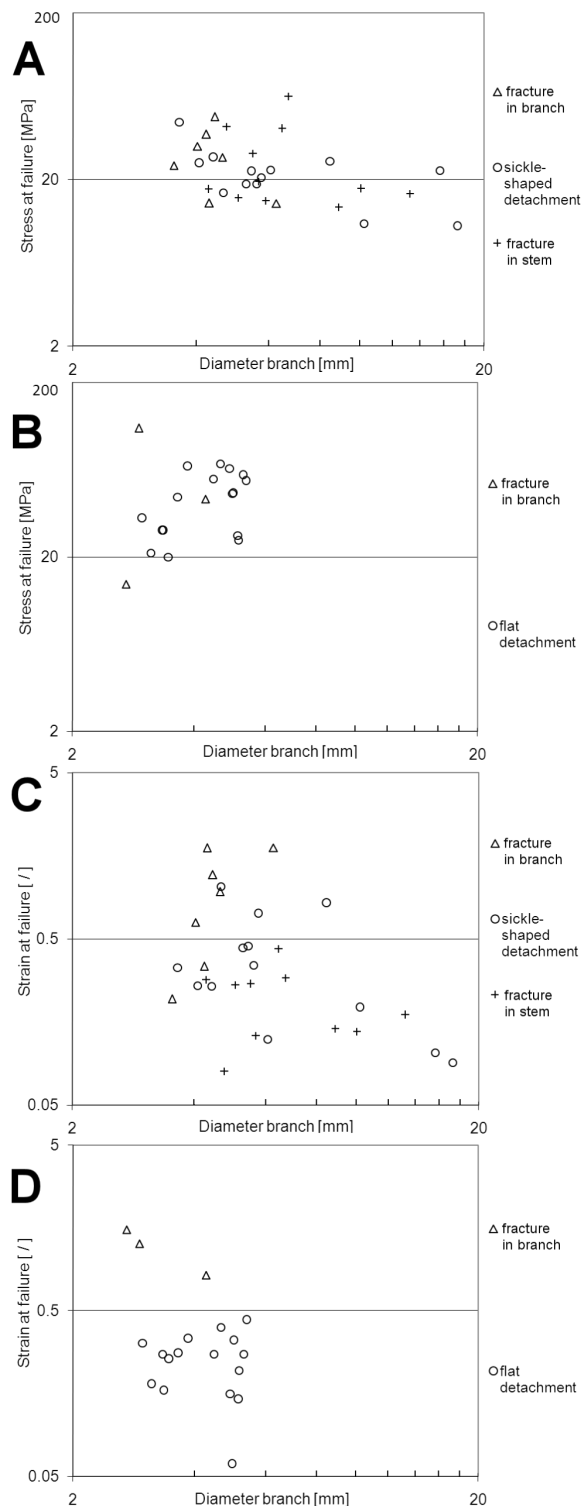 A
200
20
2
Stress at failure [MPa]
2
Diameter branch [mm]
20
fracture
in branch
sickle-
shaped
detachment
fracture
in stem
B
200
20
2
Stress at failure [MPa]
2
Diameter branch [mm]
20
fracture
in branch
flat
detachment
C
5
0.5
0.05
Strain at failure [ / ]
2
Diameter branch [mm]
20
fracture
in branch
sickle-
shaped
detachment
fracture
in stem
D
5
0.5
0.05
Strain at failure [ / ]
2
Diameter branch [mm]
20
fracture
in branch
flat
detachment